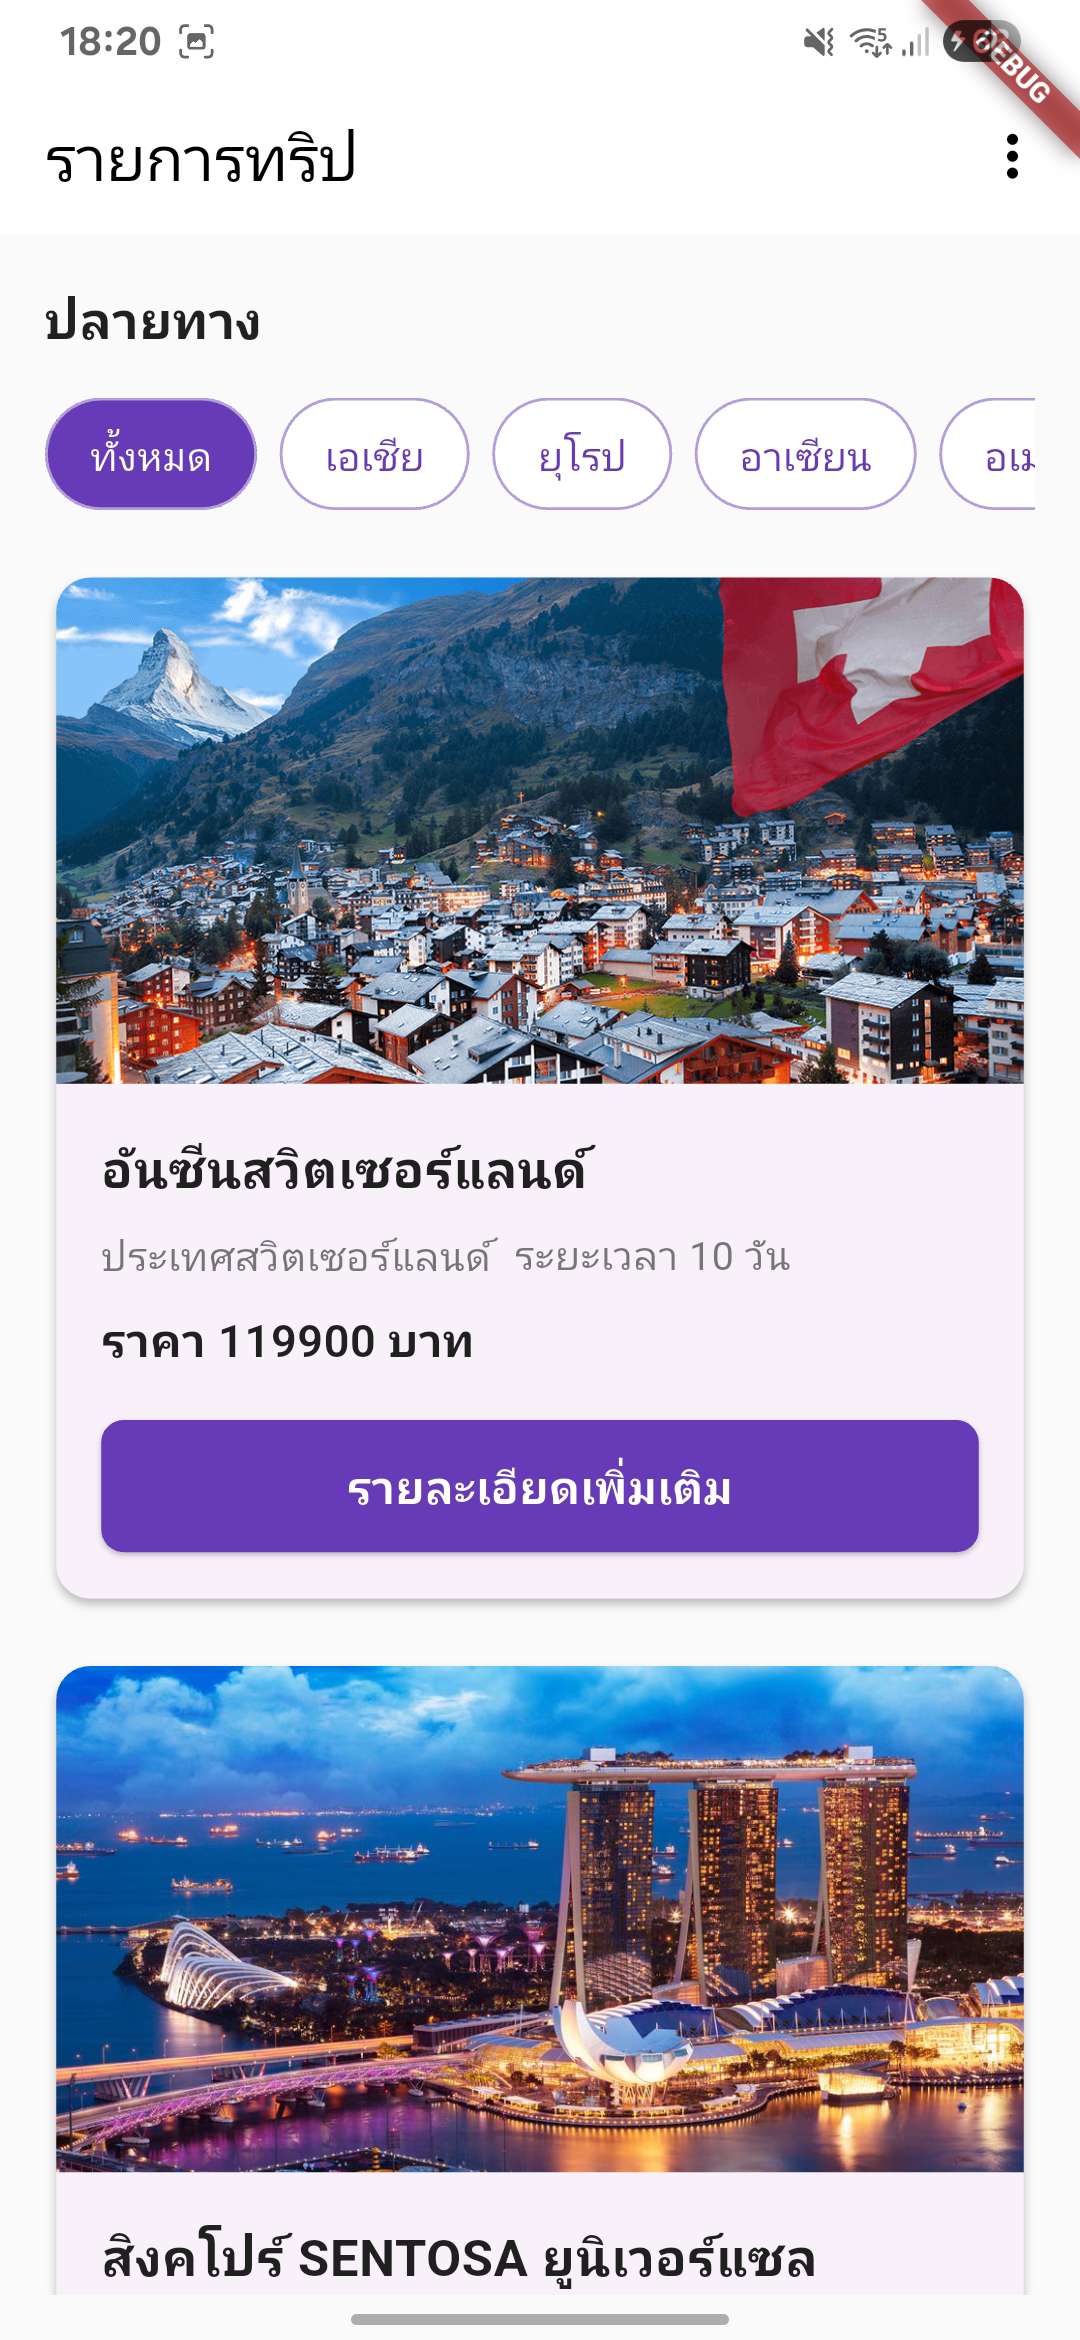 18:20
DEBUG
รายการทริป
ปลายทาง
ทั้งหมด เอเชีย ยุโรป อาเซียน อเม
อันซีนสวิตเซอร์แลนด์
ประเทศสวิตเซอร์แลนด์ ระยะเวลา 10 วัน
ราคา 119900 บาท
รายละเอียดเพิ่มเติม
สิงคโปร์ SENTOSA ยูนิเวอร์แซล